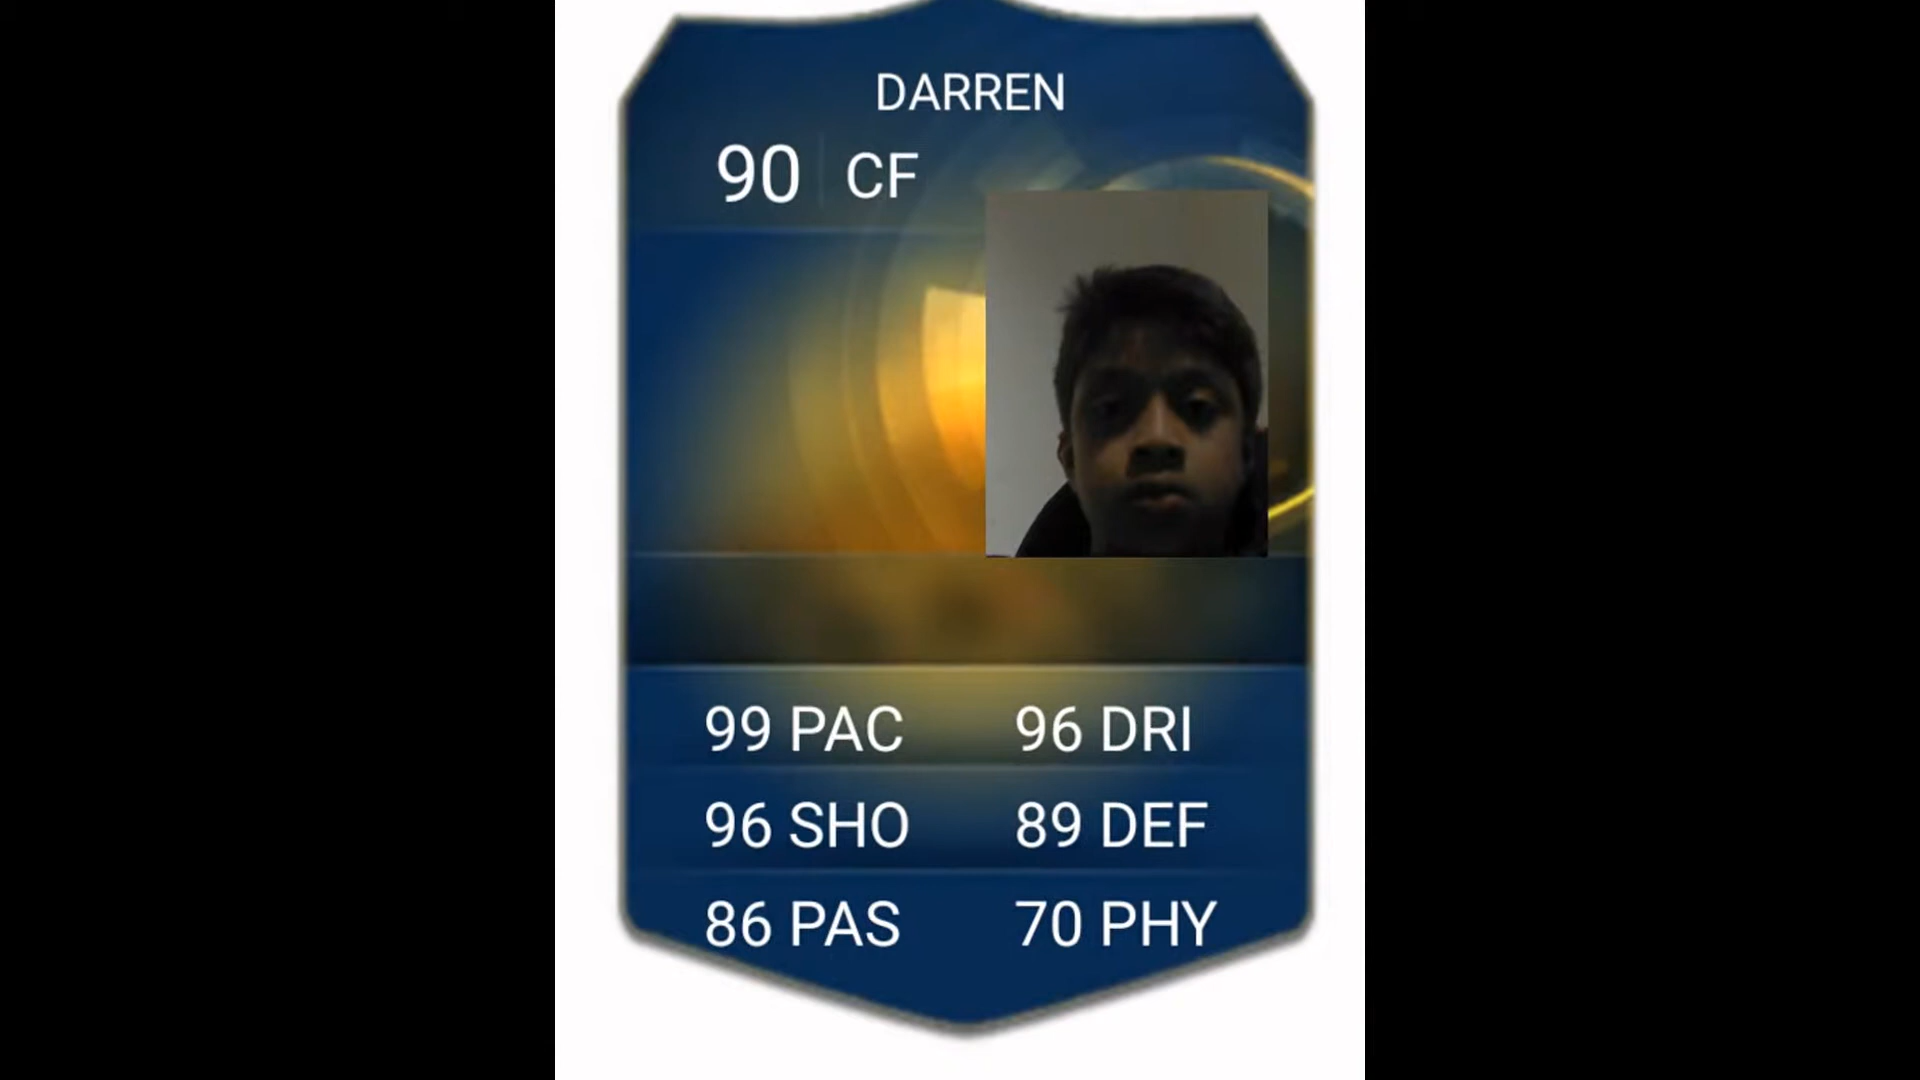 DARREN
90 CF
99 PAC 96 DRI
96 SHO 89 DEF
86 PAS 70 PHY